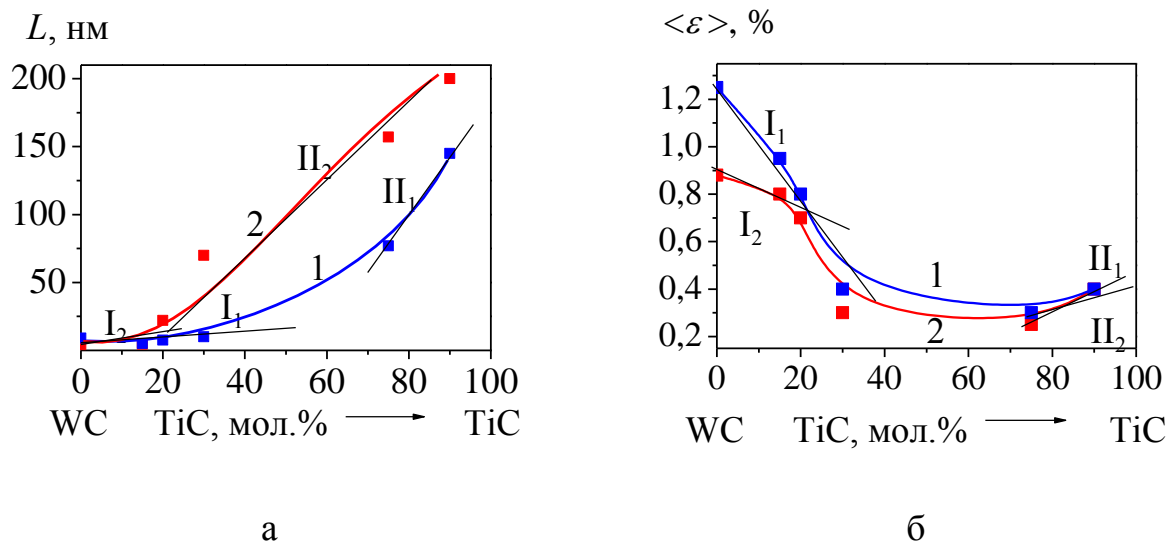 L, нм
200
150
100
50
0 20 40 60 80 100
II₂
2
II₁
1
I₂
I₁
WC TiC, мол.% → TiC
а
<ε>, %
1,2
1,0
0,8
0,6
0,4
0,2
0 20 40 60 80 100
I₁
I₂
1
2
II₁
II₂
WC TiC, мол.% → TiC
б